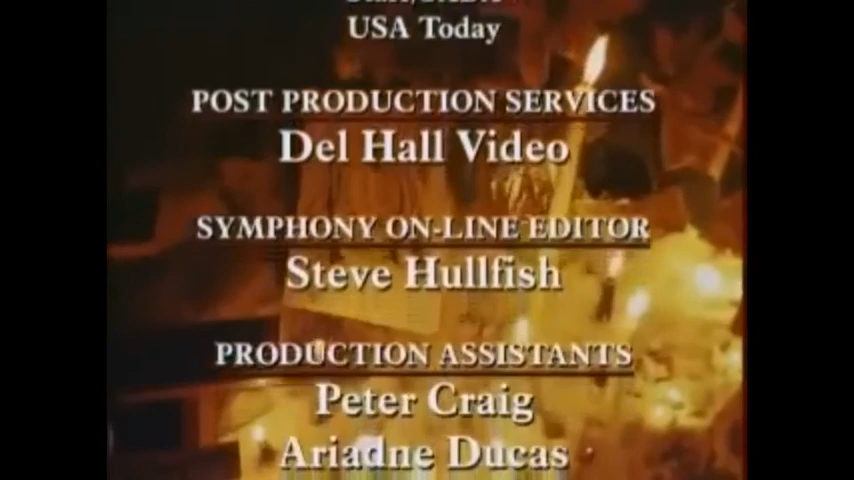 USA Today
POST PRODUCTION SERVICES
Del Hall Video
SYMPHONY ON-LINE EDITOR
Steve Hullfish
PRODUCTION ASSISTANTS
Peter Craig
Ariadne Ducas